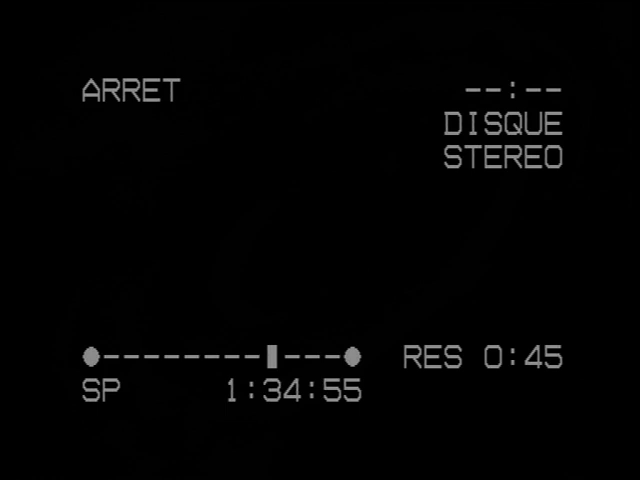 ARRET --:--
DISQUE
STEREO
RES 0:45
SP 1:34:55